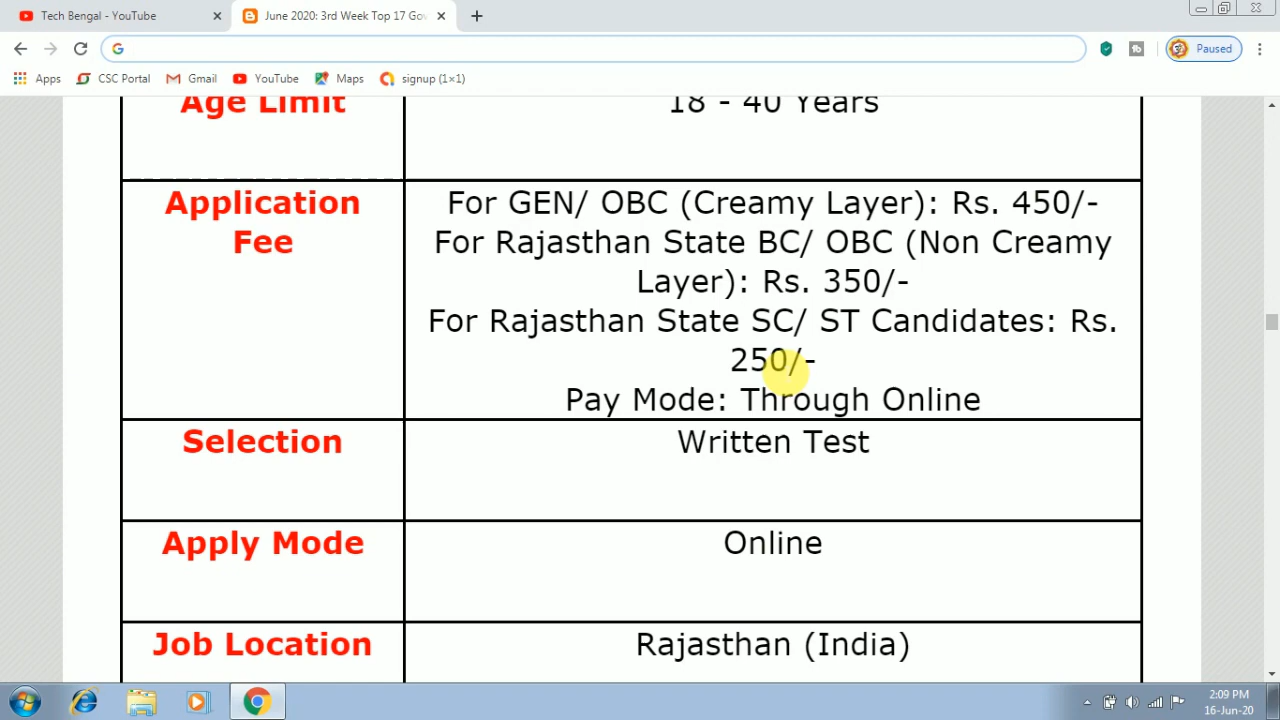 Tech Bengal - YouTube
June 2020: 3rd Week Top 17 Gov
Paused
Apps
CSC Portal
Gmail
YouTube
Maps
signup (1×1)
Age Limit
18 - 40 Years
Application
Fee
For GEN/ OBC (Creamy Layer): Rs. 450/-
For Rajasthan State BC/ OBC (Non Creamy
Layer): Rs. 350/-
For Rajasthan State SC/ ST Candidates: Rs.
250/-
Pay Mode: Through Online
Selection
Written Test
Apply Mode
Online
Job Location
Rajasthan (India)
2:09 PM
16-Jun-20